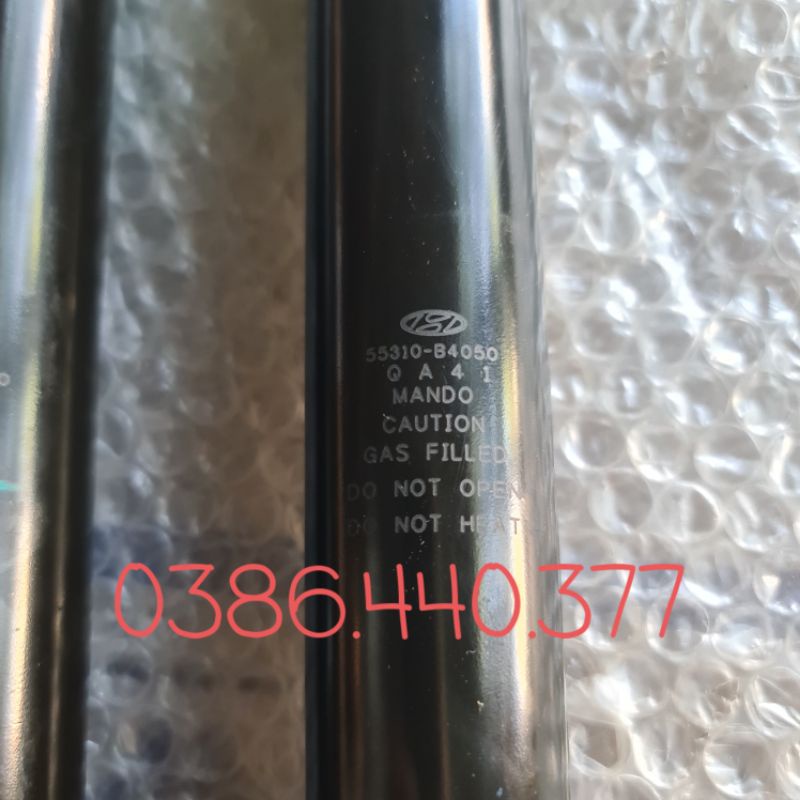 55310-B4050
Q A 4 1
MANDO
CAUTION
GAS FILLED
DO NOT OPEN
DO NOT HEAT
0386.440.377